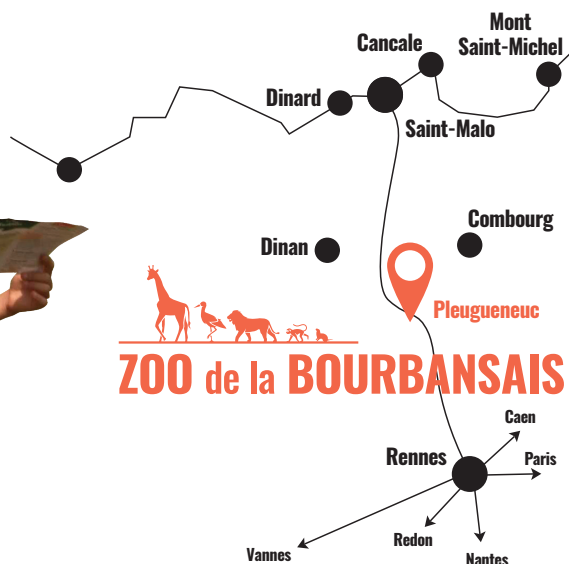 Mont
Saint-Michel
Cancale
Dinard
Saint-Malo
Combourg
Dinan
Pleugueneuc
ZOO de la BOURBANSAIS
Caen
Rennes
Paris
Redon
Vannes
Nantes